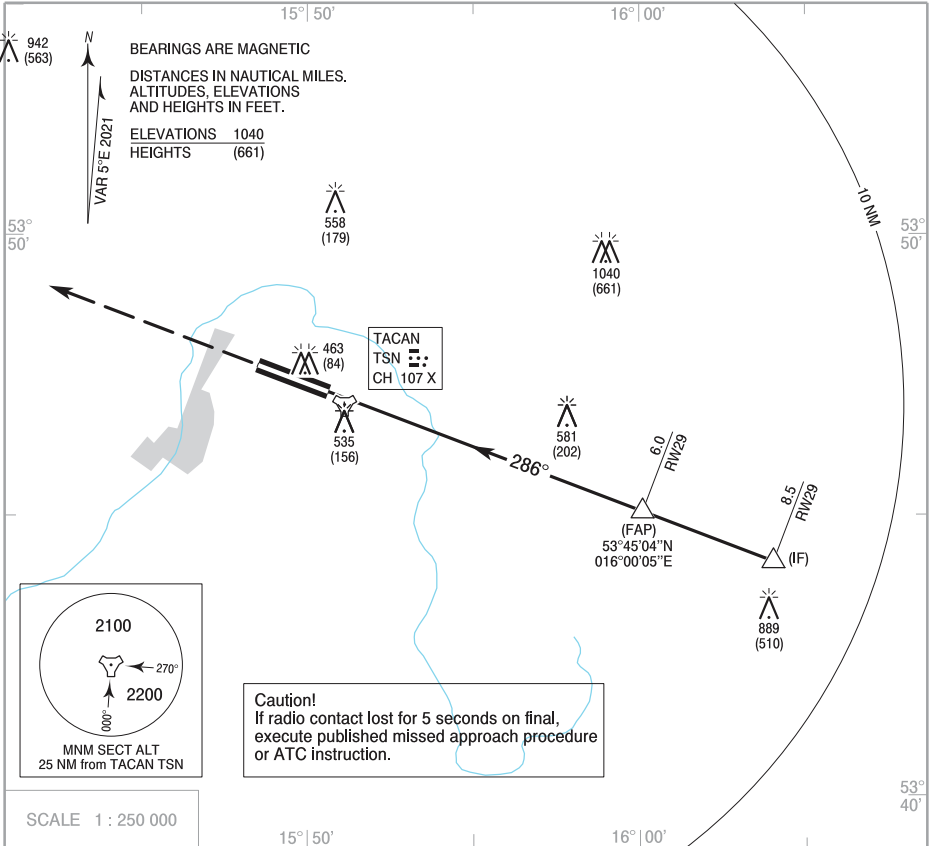 15° 50'
16° 00'
942
(563)
N
VAR 5°E 2021
BEARINGS ARE MAGNETIC
DISTANCES IN NAUTICAL MILES.
ALTITUDES, ELEVATIONS
AND HEIGHTS IN FEET.
ELEVATIONS 1040
HEIGHTS (661)
10 NM
53°
50'
53°
50'
558
(179)
1040
(661)
463
(84)
TACAN
TSN
CH 107 X
535
(156)
581
(202)
286°
6.0
RW29
8.5
RW29
(FAP)
53°45'04"N
016°00'05"E
(IF)
889
(510)
2100
270°
2200
000°
MNM SECT ALT
25 NM from TACAN TSN
Caution!
If radio contact lost for 5 seconds on final,
execute published missed approach procedure
or ATC instruction.
53°
40'
SCALE 1 : 250 000
15° 50'
16° 00'